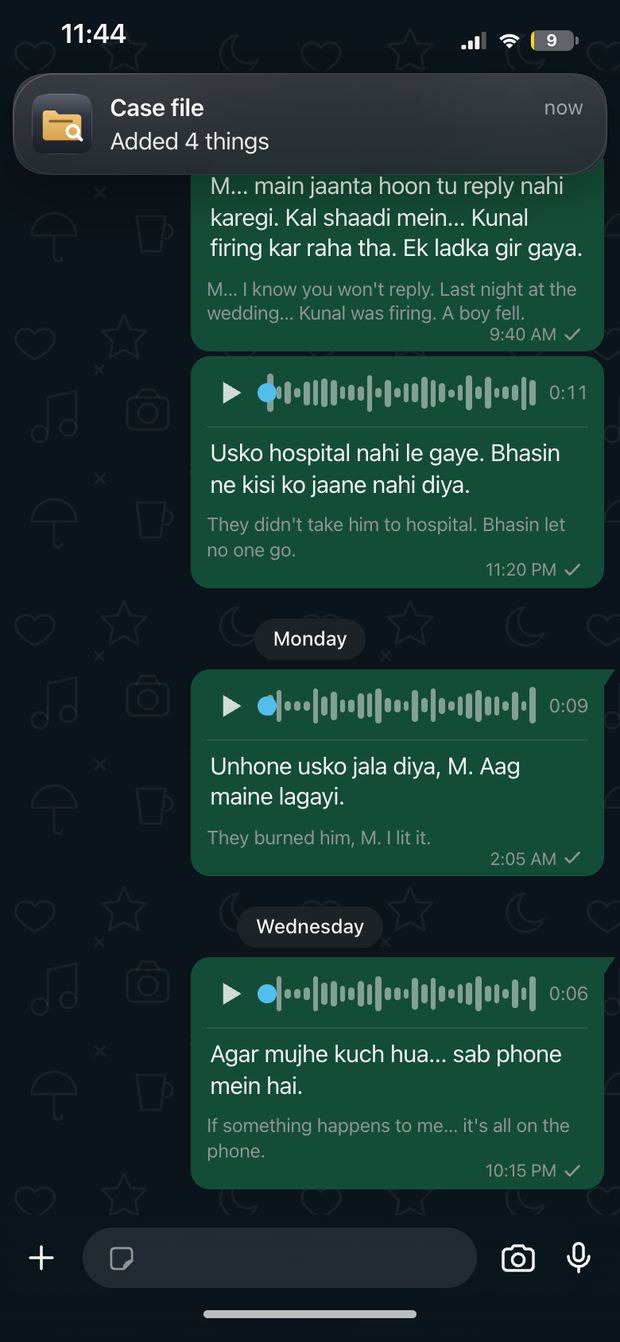 11:44
9
Case file
now
Added 4 things
M... main jaanta hoon tu reply nahi
karegi. Kal shaadi mein... Kunal
firing kar raha tha. Ek ladka gir gaya.
M... I know you won't reply. Last night at the
wedding... Kunal was firing. A boy fell.
9:40 AM
0:11
Usko hospital nahi le gaye. Bhasin
ne kisi ko jaane nahi diya.
They didn't take him to hospital. Bhasin let
no one go.
11:20 PM
Monday
0:09
Unhone usko jala diya, M. Aag
maine lagayi.
They burned him, M. I lit it.
2:05 AM
Wednesday
0:06
Agar mujhe kuch hua... sab phone
mein hai.
If something happens to me... it's all on the
phone.
10:15 PM